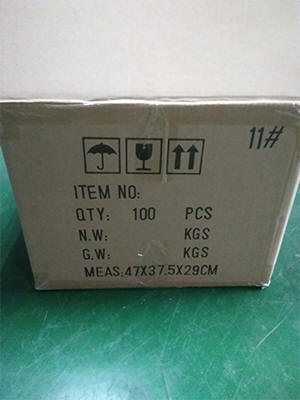 11#
ITEM NO:
QTY: 100 PCS
N.W: KGS
G.W: KGS
MEAS:47X37.5X29CM